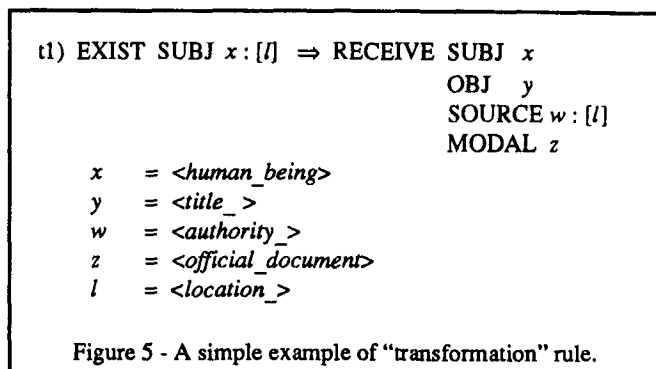 t1) EXIST SUBJ x : [l] ⇒ RECEIVE SUBJ x
OBJ y
SOURCE w : [l]
MODAL z
x = <human_being>
y = <title_ >
w = <authority_>
z = <official_document>
l = <location_>
Figure 5 - A simple example of “transformation” rule.